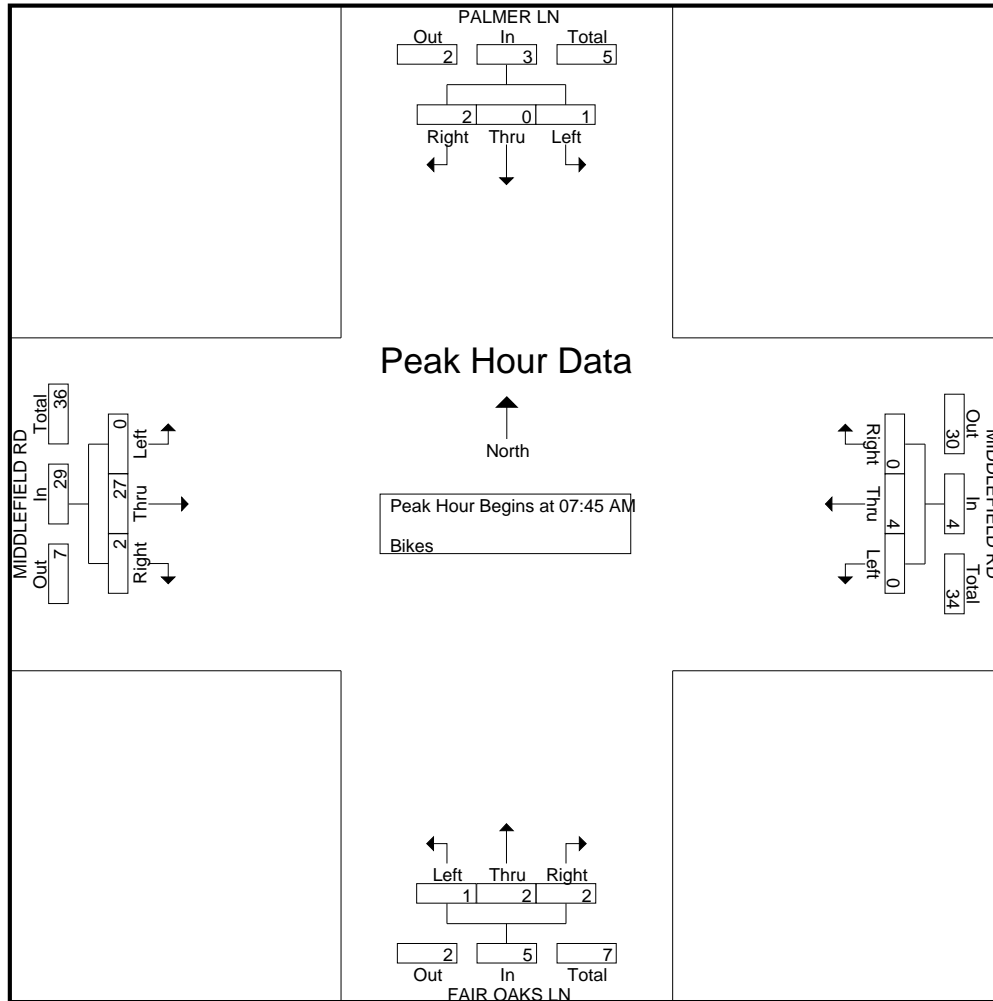 PALMER LN
Out In Total
2 3 5
2 0 1
Right Thru Left
Peak Hour Data
North
Peak Hour Begins at 07:45 AM
Bikes
MIDDLEFIELD RD
Out In Total
7 29 36
2 27 0
Right Thru Left
MIDDLEFIELD RD
Out In Total
30 4 34
0 4 0
Right Thru Left
Left Thru Right
1 2 2
2 5 7
Out In Total
FAIR OAKS LN